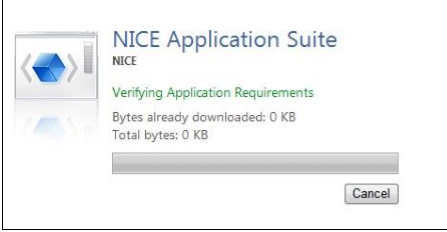 NICE Application Suite
NICE
Verifying Application Requirements
Bytes already downloaded: 0 KB
Total bytes: 0 KB
Cancel